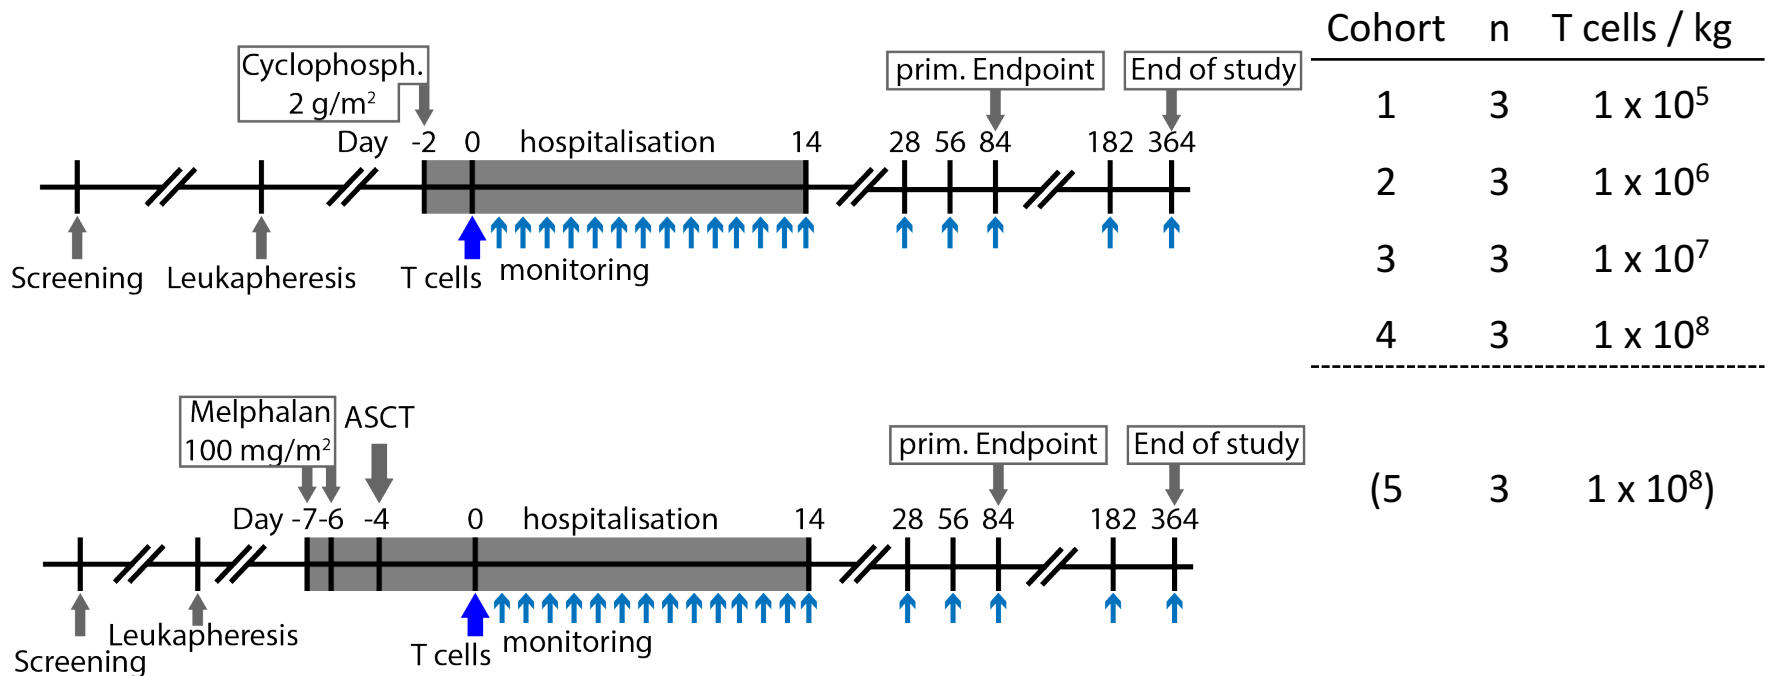 Cyclophosph.
2 g/m²
prim. Endpoint
End of study
Day -2 0 hospitalisation 14 28 56 84 182 364
Screening
Leukapheresis
T cells
monitoring
Melphalan
100 mg/m²
ASCT
prim. Endpoint
End of study
Day -7 -6 -4 0 hospitalisation 14 28 56 84 182 364
Screening
Leukapheresis
T cells
monitoring
Cohort n T cells / kg
1 3 1 x 10⁵
2 3 1 x 10⁶
3 3 1 x 10⁷
4 3 1 x 10⁸
(5 3 1 x 10⁸)